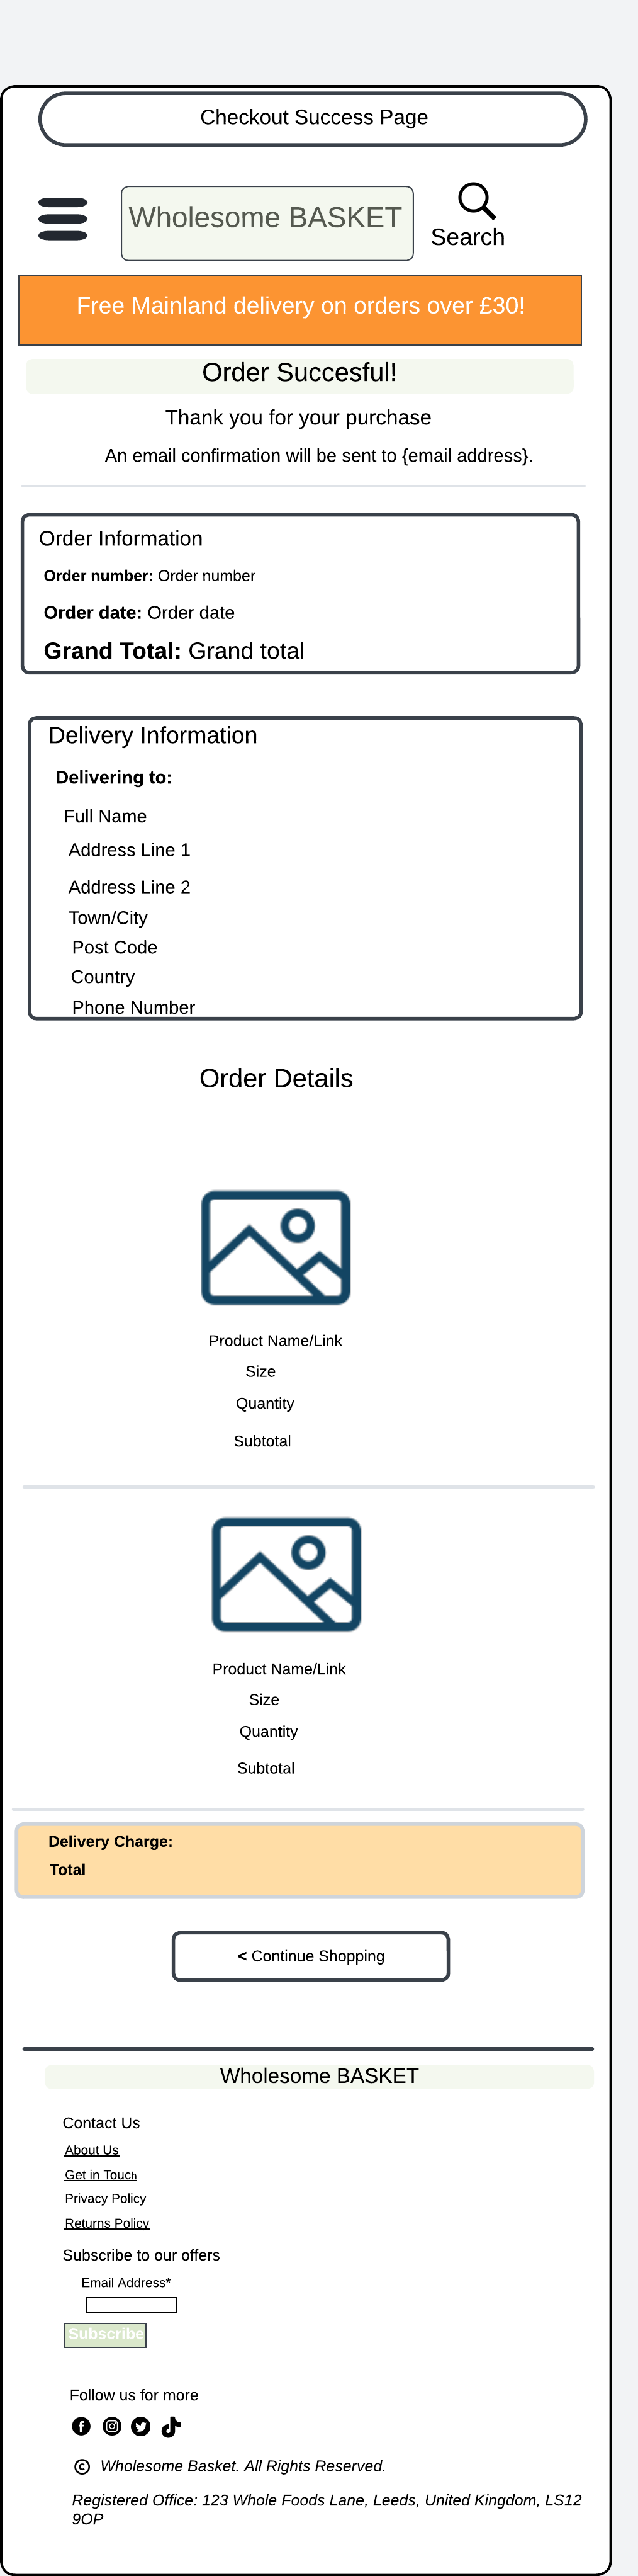 Checkout Success Page
Wholesome BASKET
Search
Free Mainland delivery on orders over £30!
Order Succesful!
Thank you for your purchase
An email confirmation will be sent to {email address}.
Order Information
Order number: Order number
Order date: Order date
Grand Total: Grand total
Delivery Information
Delivering to:
Full Name
Address Line 1
Address Line 2
Town/City
Post Code
Country
Phone Number
Order Details
Product Name/Link
Size
Quantity
Subtotal
Product Name/Link
Size
Quantity
Subtotal
Delivery Charge:
Total
< Continue Shopping
Wholesome BASKET
Contact Us
About Us
Get in Touch
Privacy Policy
Returns Policy
Subscribe to our offers
Email Address*
Subscribe
Follow us for more
© Wholesome Basket. All Rights Reserved.
Registered Office: 123 Whole Foods Lane, Leeds, United Kingdom, LS12
9OP